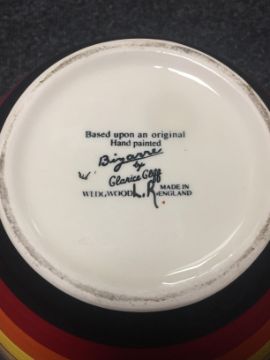 Based upon an original
Hand painted
Bizarre
by
Clarice Cliff
WEDGWOOD L.R MADE IN
ENGLAND